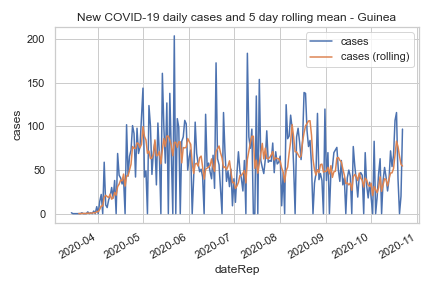 New COVID-19 daily cases and 5 day rolling mean - Guinea
cases
cases (rolling)
200
150
100
50
0
cases
2020-04
2020-05
2020-06
2020-07
2020-08
2020-09
2020-10
2020-11
dateRep